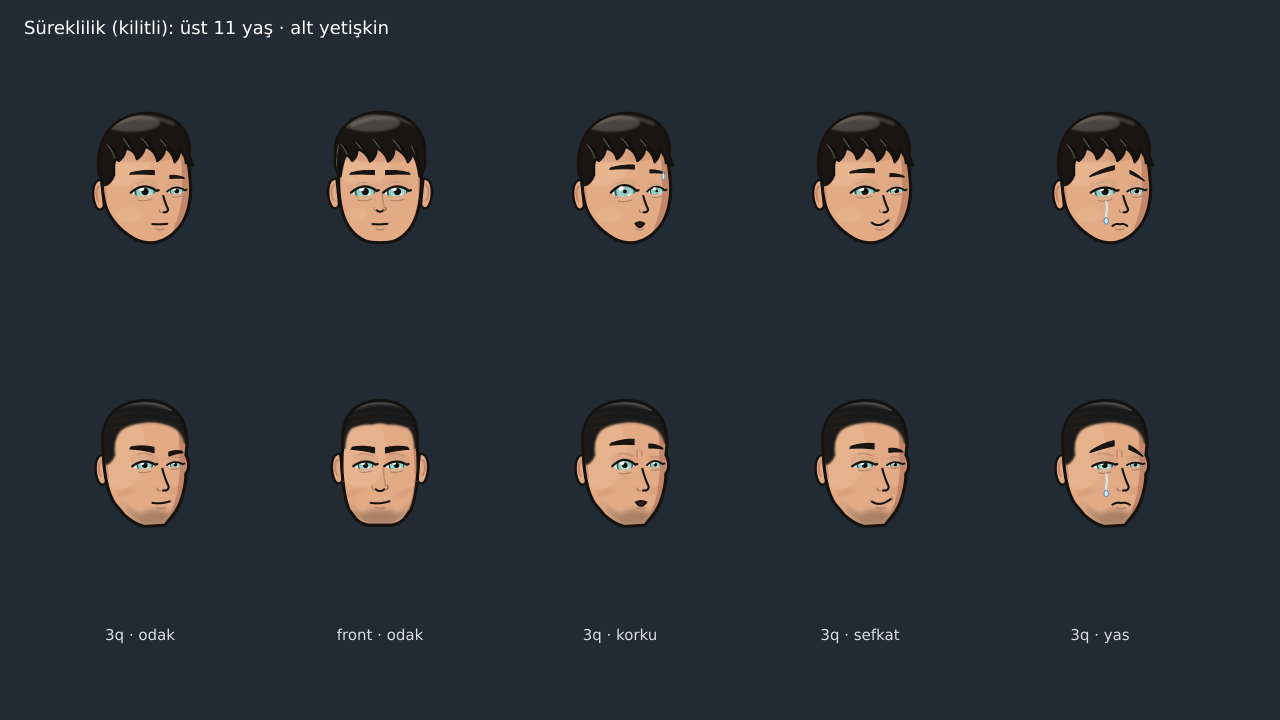 Süreklilik (kilitli): üst 11 yaş · alt yetişkin
3q · odak
front · odak
3q · korku
3q · sefkat
3q · yas